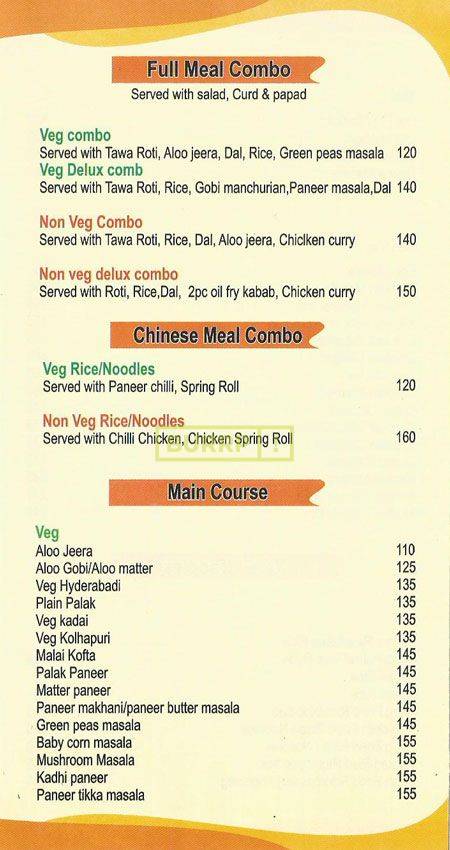 Full Meal Combo
Served with salad, Curd & papad
Veg combo
Served with Tawa Roti, Aloo jeera, Dal, Rice, Green peas masala 120
Veg Delux comb
Served with Tawa Roti, Rice, Gobi manchurian,Paneer masala,Dal 140
Non Veg Combo
Served with Tawa Roti, Rice, Dal, Aloo jeera, Chiclken curry 140
Non veg delux combo
Served with Roti, Rice,Dal, 2pc oil fry kabab, Chicken curry 150
Chinese Meal Combo
Veg Rice/Noodles
Served with Paneer chilli, Spring Roll 120
Non Veg Rice/Noodles
Served with Chilli Chicken, Chicken Spring Roll 160
BURRP !
Main Course
Veg
Aloo Jeera 110
Aloo Gobi/Aloo matter 125
Veg Hyderabadi 135
Plain Palak 135
Veg kadai 135
Veg Kolhapuri 135
Malai Kofta 145
Palak Paneer 145
Matter paneer 145
Paneer makhani/paneer butter masala 145
Green peas masala 145
Baby corn masala 155
Mushroom Masala 155
Kadhi paneer 155
Paneer tikka masala 155